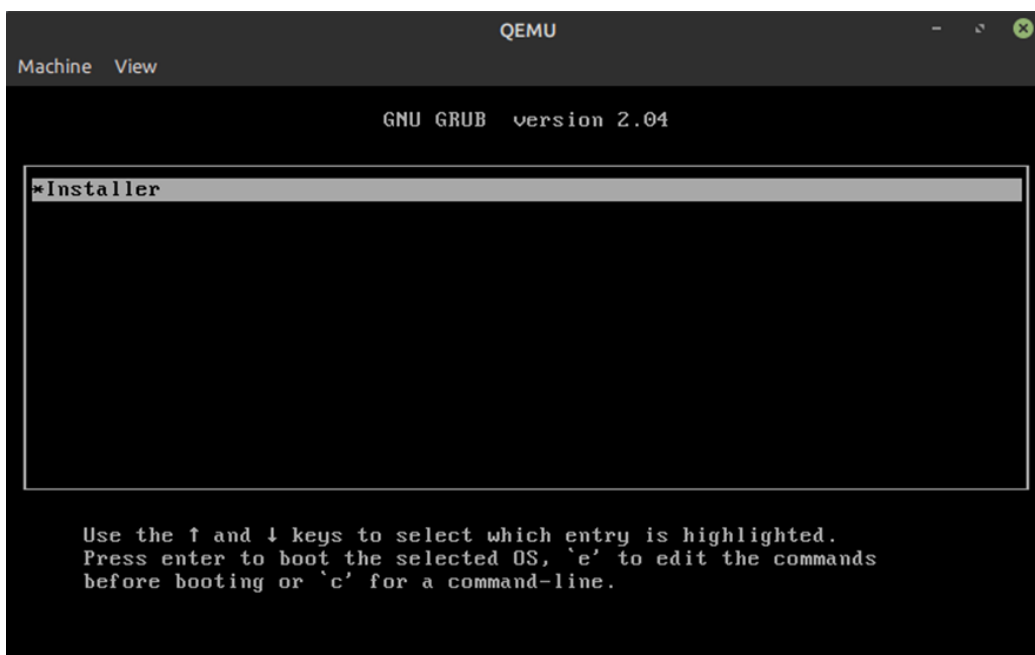 QEMU
Machine View
GNU GRUB version 2.04
*Installer
Use the ↑ and ↓ keys to select which entry is highlighted.
Press enter to boot the selected OS, `e' to edit the commands
before booting or `c' for a command-line.